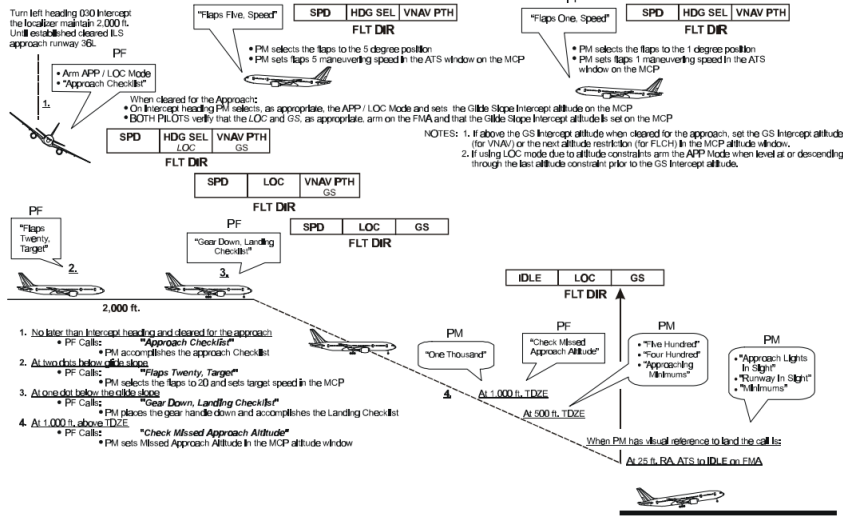 Turn left heading 030 Intercept
the localizer maintain 2,000 ft.
Until established cleared ILS
approach runway 36L
PF
• Arm APP / LOC Mode
• "Approach Checklist"
1.
"Flaps Five, Speed"
SPD HDG SEL VNAV PTH
FLT DIR
• PM selects the flaps to the 5 degree position
• PM sets flaps 5 maneuvering speed in the ATS window on the MCP
"Flaps One, Speed"
SPD HDG SEL VNAV PTH
FLT DIR
• PM selects the flaps to the 1 degree position
• PM sets flaps 1 maneuvering speed in the ATS
window on the MCP
When cleared for the Approach:
• On Intercept heading PM selects, as appropriate, the APP / LOC Mode and sets the Glide Slope Intercept altitude on the MCP
• BOTH PILOTS verify that the LOC and GS, as appropriate, arm on the FMA and that the Glide Slope Intercept altitude is set on the MCP
SPD HDG SEL VNAV PTH
LOC GS
FLT DIR
NOTES: 1. If above the GS Intercept altitude when cleared for the approach, set the GS Intercept altitude
(for VNAV) or the next altitude restriction (for FLCH) in the MCP altitude window.
2. If using LOC mode due to altitude constraints arm the APP Mode when level at or descending
through the last altitude constraint prior to the GS Intercept altitude.
SPD LOC VNAV PTH
GS
FLT DIR
PF
"Flaps
Twenty,
Target"
2.
PF
"Gear Down, Landing
Checklist"
3.
SPD LOC GS
FLT DIR
2,000 ft.
IDLE LOC GS
FLT DIR
1. No later than Intercept heading and cleared for the approach
• PF Calls: "Approach Checklist"
• PM accomplishes the approach Checklist
2. At two dots below glide slope
• PF Calls: "Flaps Twenty, Target"
• PM selects the flaps to 20 and sets target speed in the MCP
3. At one dot below the glide slope
• PF Calls: "Gear Down, Landing Checklist"
• PM places the gear handle down and accomplishes the Landing Checklist
4. At 1,000 ft. above TDZE
• PF Calls: "Check Missed Approach Altitude"
• PM sets Missed Approach Altitude in the MCP altitude window
PM
"One Thousand"
PF
"Check Missed
Approach Altitude"
PM
• "Five Hundred"
• "Four Hundred"
• "Approaching
Minimums"
PM
• "Approach Lights
In Sight"
• "Runway In Sight"
• "Minimums"
4.
At 1,000 ft. TDZE
At 500 ft. TDZE
When PM has visual reference to land the call is:
At 25 ft. RA, ATS to IDLE on FMA